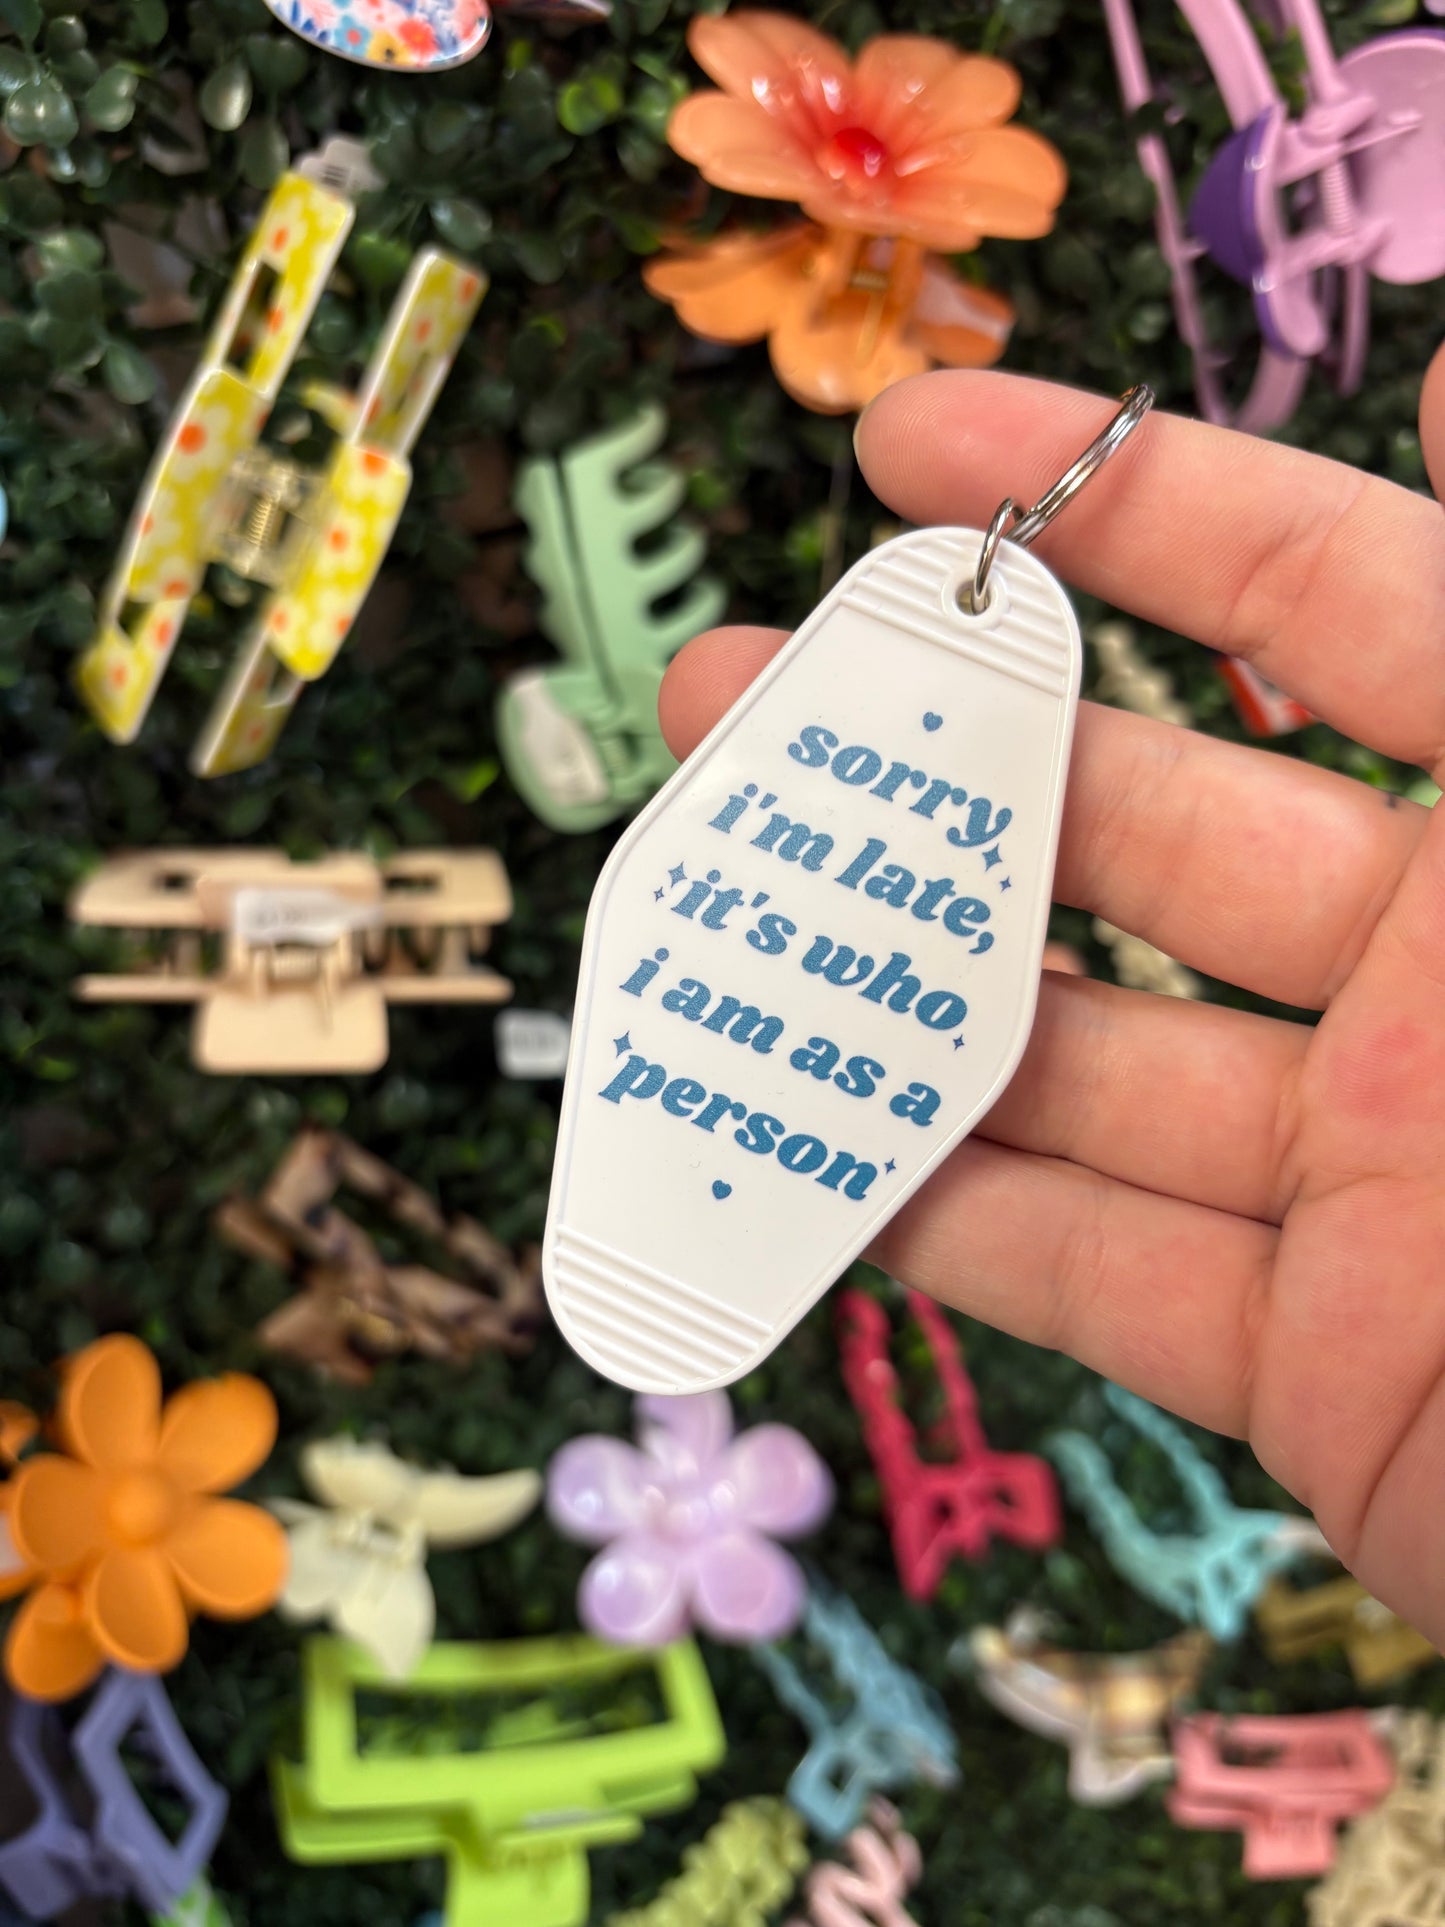 sorry
i'm late,
it's who
i am as a
person